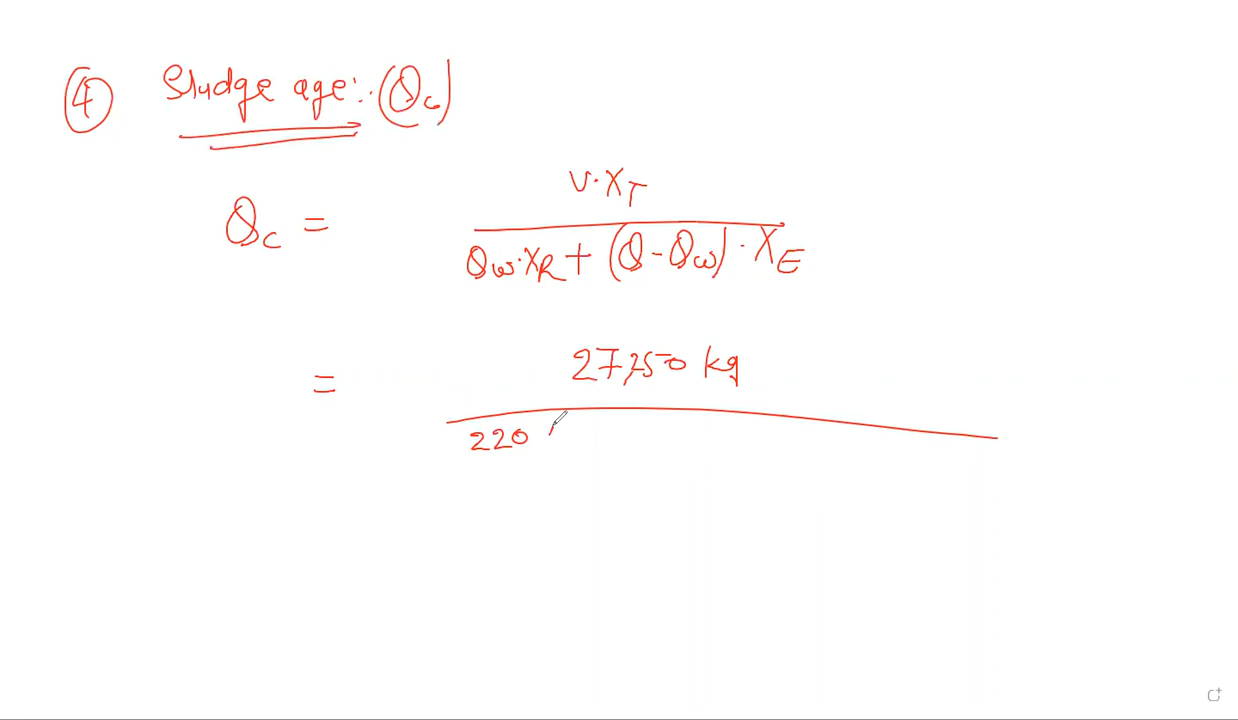 ④ Sludge age:- (θc)
θc = V·XT / Qw·XR + (Q-Qw)·XE
= 27,250 kg / 220